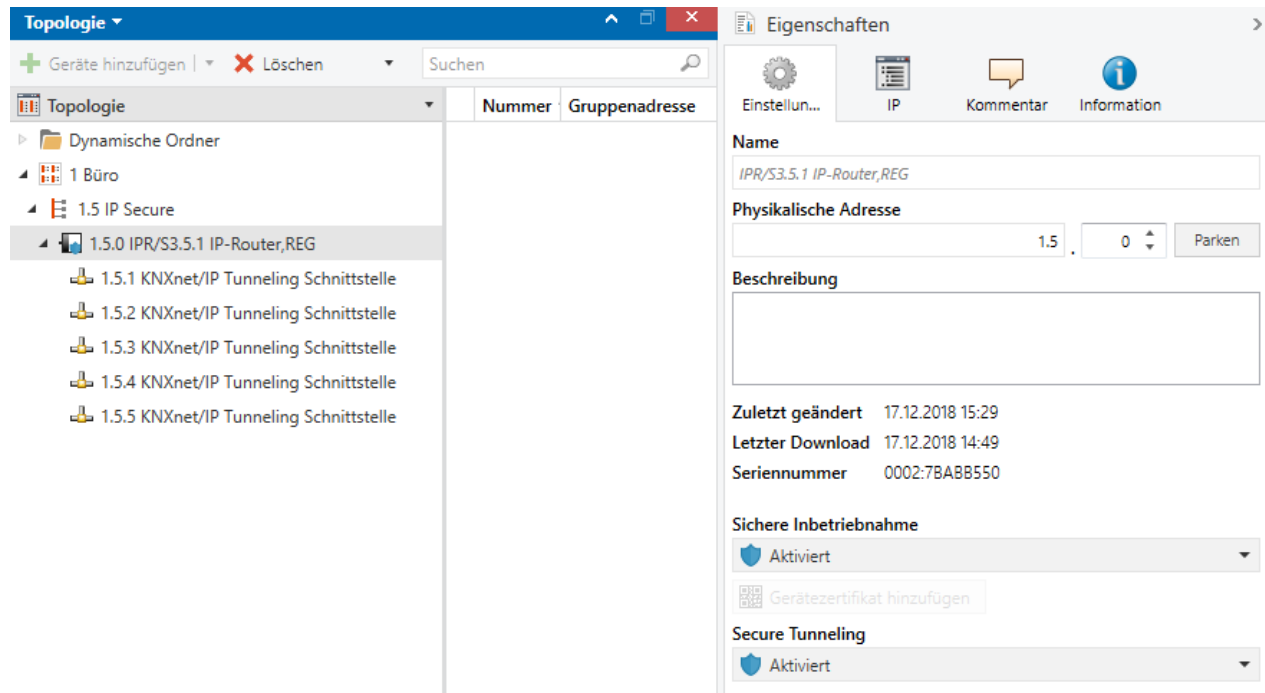 Topologie
Geräte hinzufügen
Löschen
Suchen
Topologie
Nummer
Gruppenadresse
Dynamische Ordner
1 Büro
1.5 IP Secure
1.5.0 IPR/S3.5.1 IP-Router,REG
1.5.1 KNXnet/IP Tunneling Schnittstelle
1.5.2 KNXnet/IP Tunneling Schnittstelle
1.5.3 KNXnet/IP Tunneling Schnittstelle
1.5.4 KNXnet/IP Tunneling Schnittstelle
1.5.5 KNXnet/IP Tunneling Schnittstelle
Eigenschaften
Einstellun...
IP
Kommentar
Information
Name
IPR/S3.5.1 IP-Router,REG
Physikalische Adresse
1.5 . 0 Parken
Beschreibung
Zuletzt geändert 17.12.2018 15:29
Letzter Download 17.12.2018 14:49
Seriennummer 0002:7BABB550
Sichere Inbetriebnahme
Aktiviert
Gerätezertifikat hinzufügen
Secure Tunneling
Aktiviert